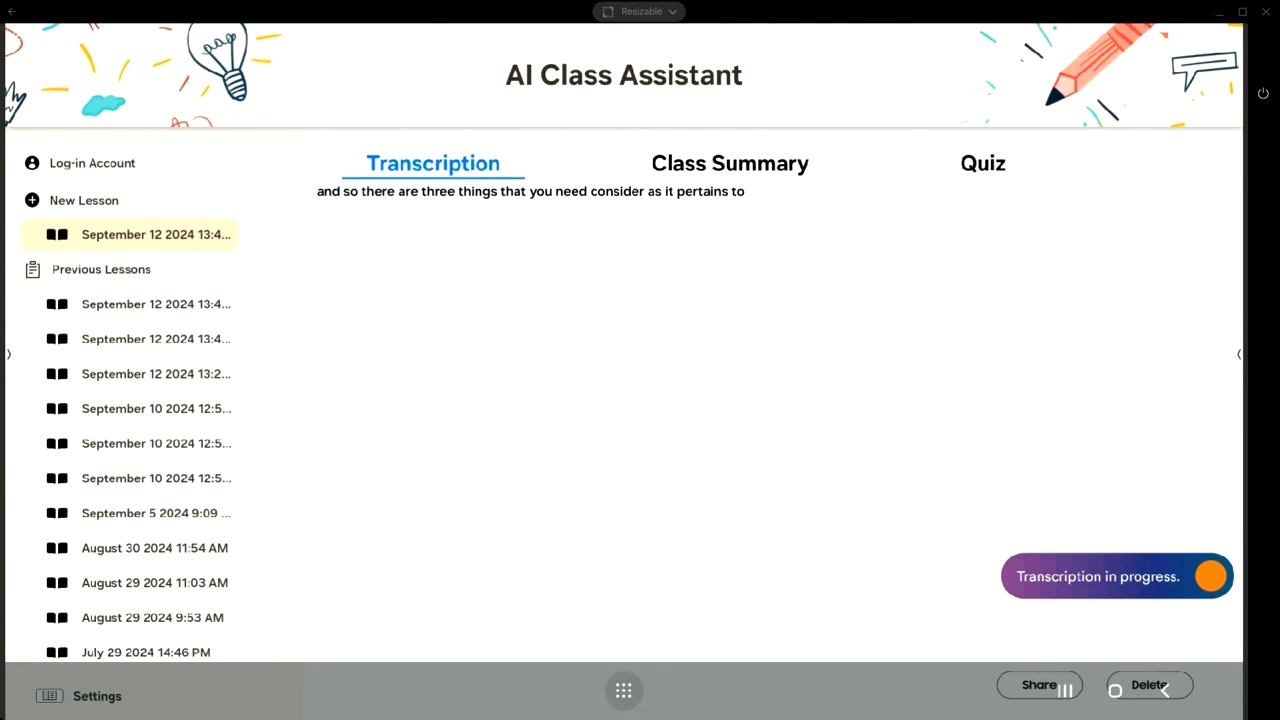 Resizable
AI Class Assistant
Log-in Account
New Lesson
September 12 2024 13:4...
Previous Lessons
September 12 2024 13:4...
September 12 2024 13:4...
September 12 2024 13:2...
September 10 2024 12:5...
September 10 2024 12:5...
September 10 2024 12:5...
September 5 2024 9:09 ...
August 30 2024 11:54 AM
August 29 2024 11:03 AM
August 29 2024 9:53 AM
July 29 2024 14:46 PM
Settings
Transcription Class Summary Quiz
and so there are three things that you need consider as it pertains to
Transcription in progress.
Share Delete